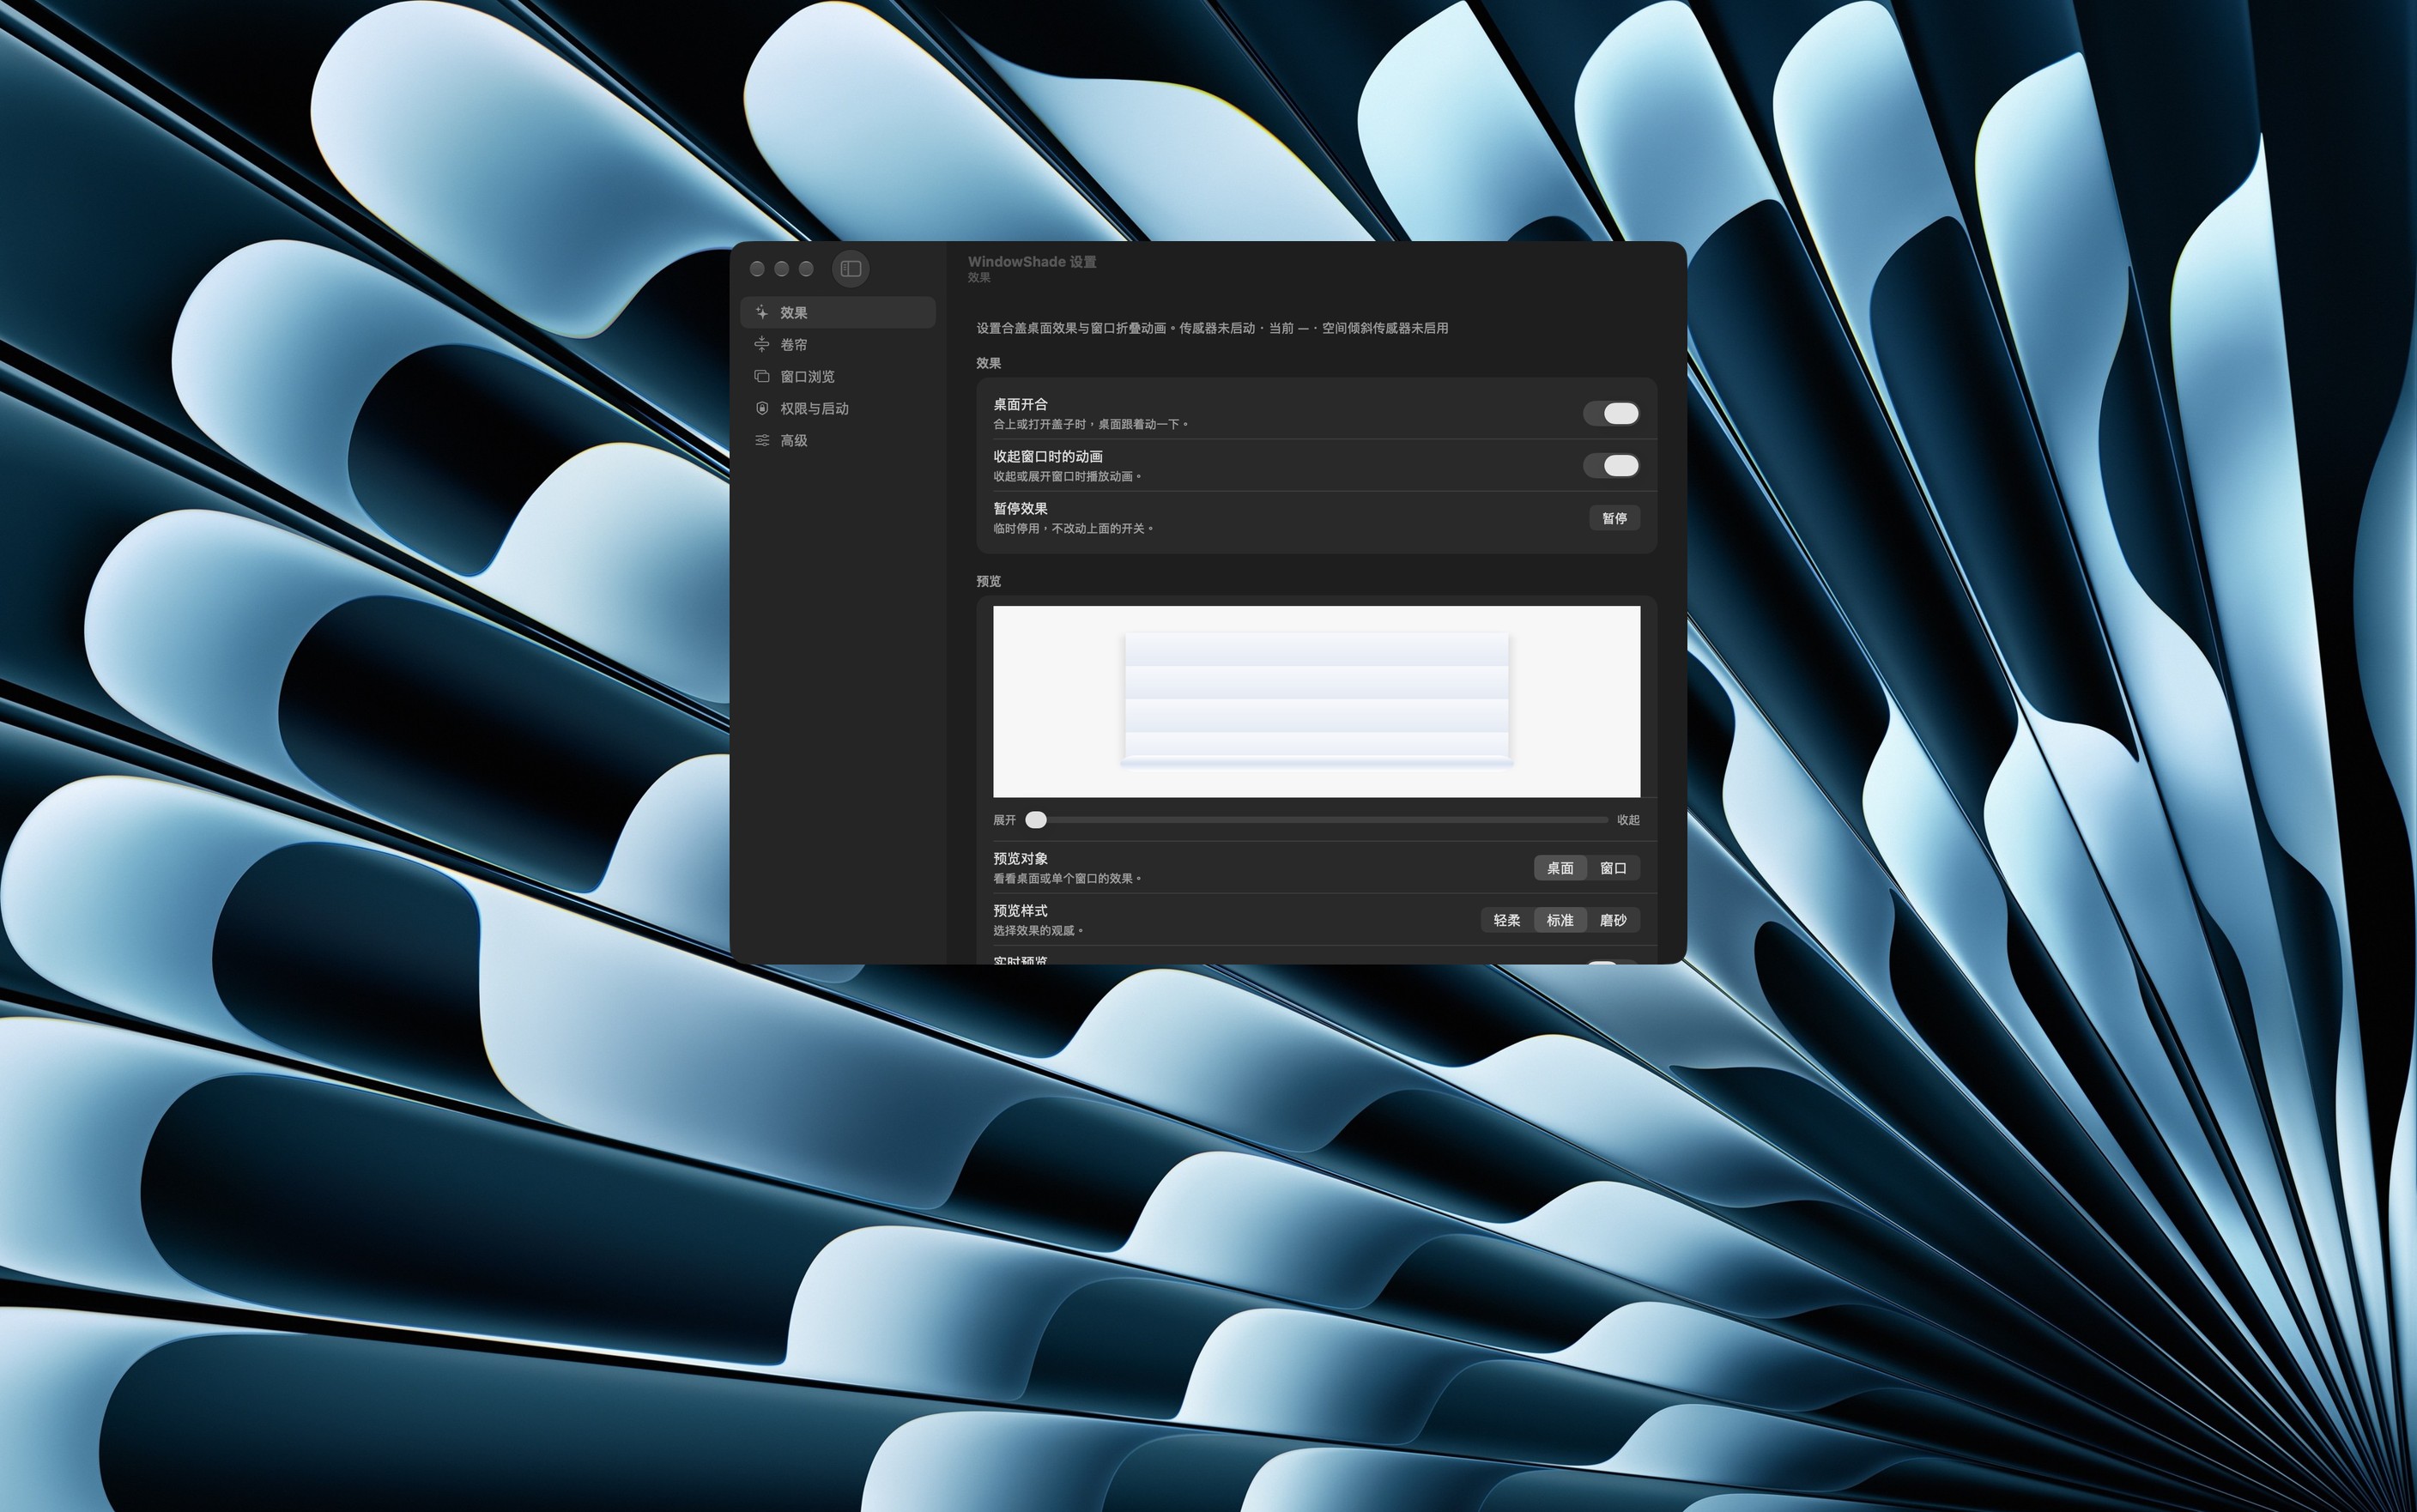 WindowShade 设置
效果
效果
卷帘
窗口浏览
权限与启动
高级
设置合盖桌面效果与窗口折叠动画。传感器未启动 · 当前 — · 空间倾斜传感器未启用
效果
桌面开合
合上或打开盖子时，桌面跟着动一下。
收起窗口时的动画
收起或展开窗口时播放动画。
暂停效果
临时停用，不改动上面的开关。
暂停
预览
展开
收起
预览对象
看看桌面或单个窗口的效果。
桌面 窗口
预览样式
选择效果的观感。
轻柔 标准 磨砂
实时预览